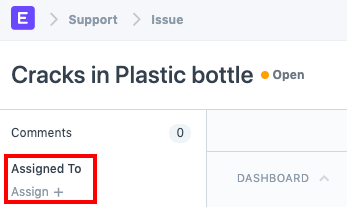 E Support Issue
Cracks in Plastic bottle Open
Comments 0
Assigned To
Assign +
DASHBOARD